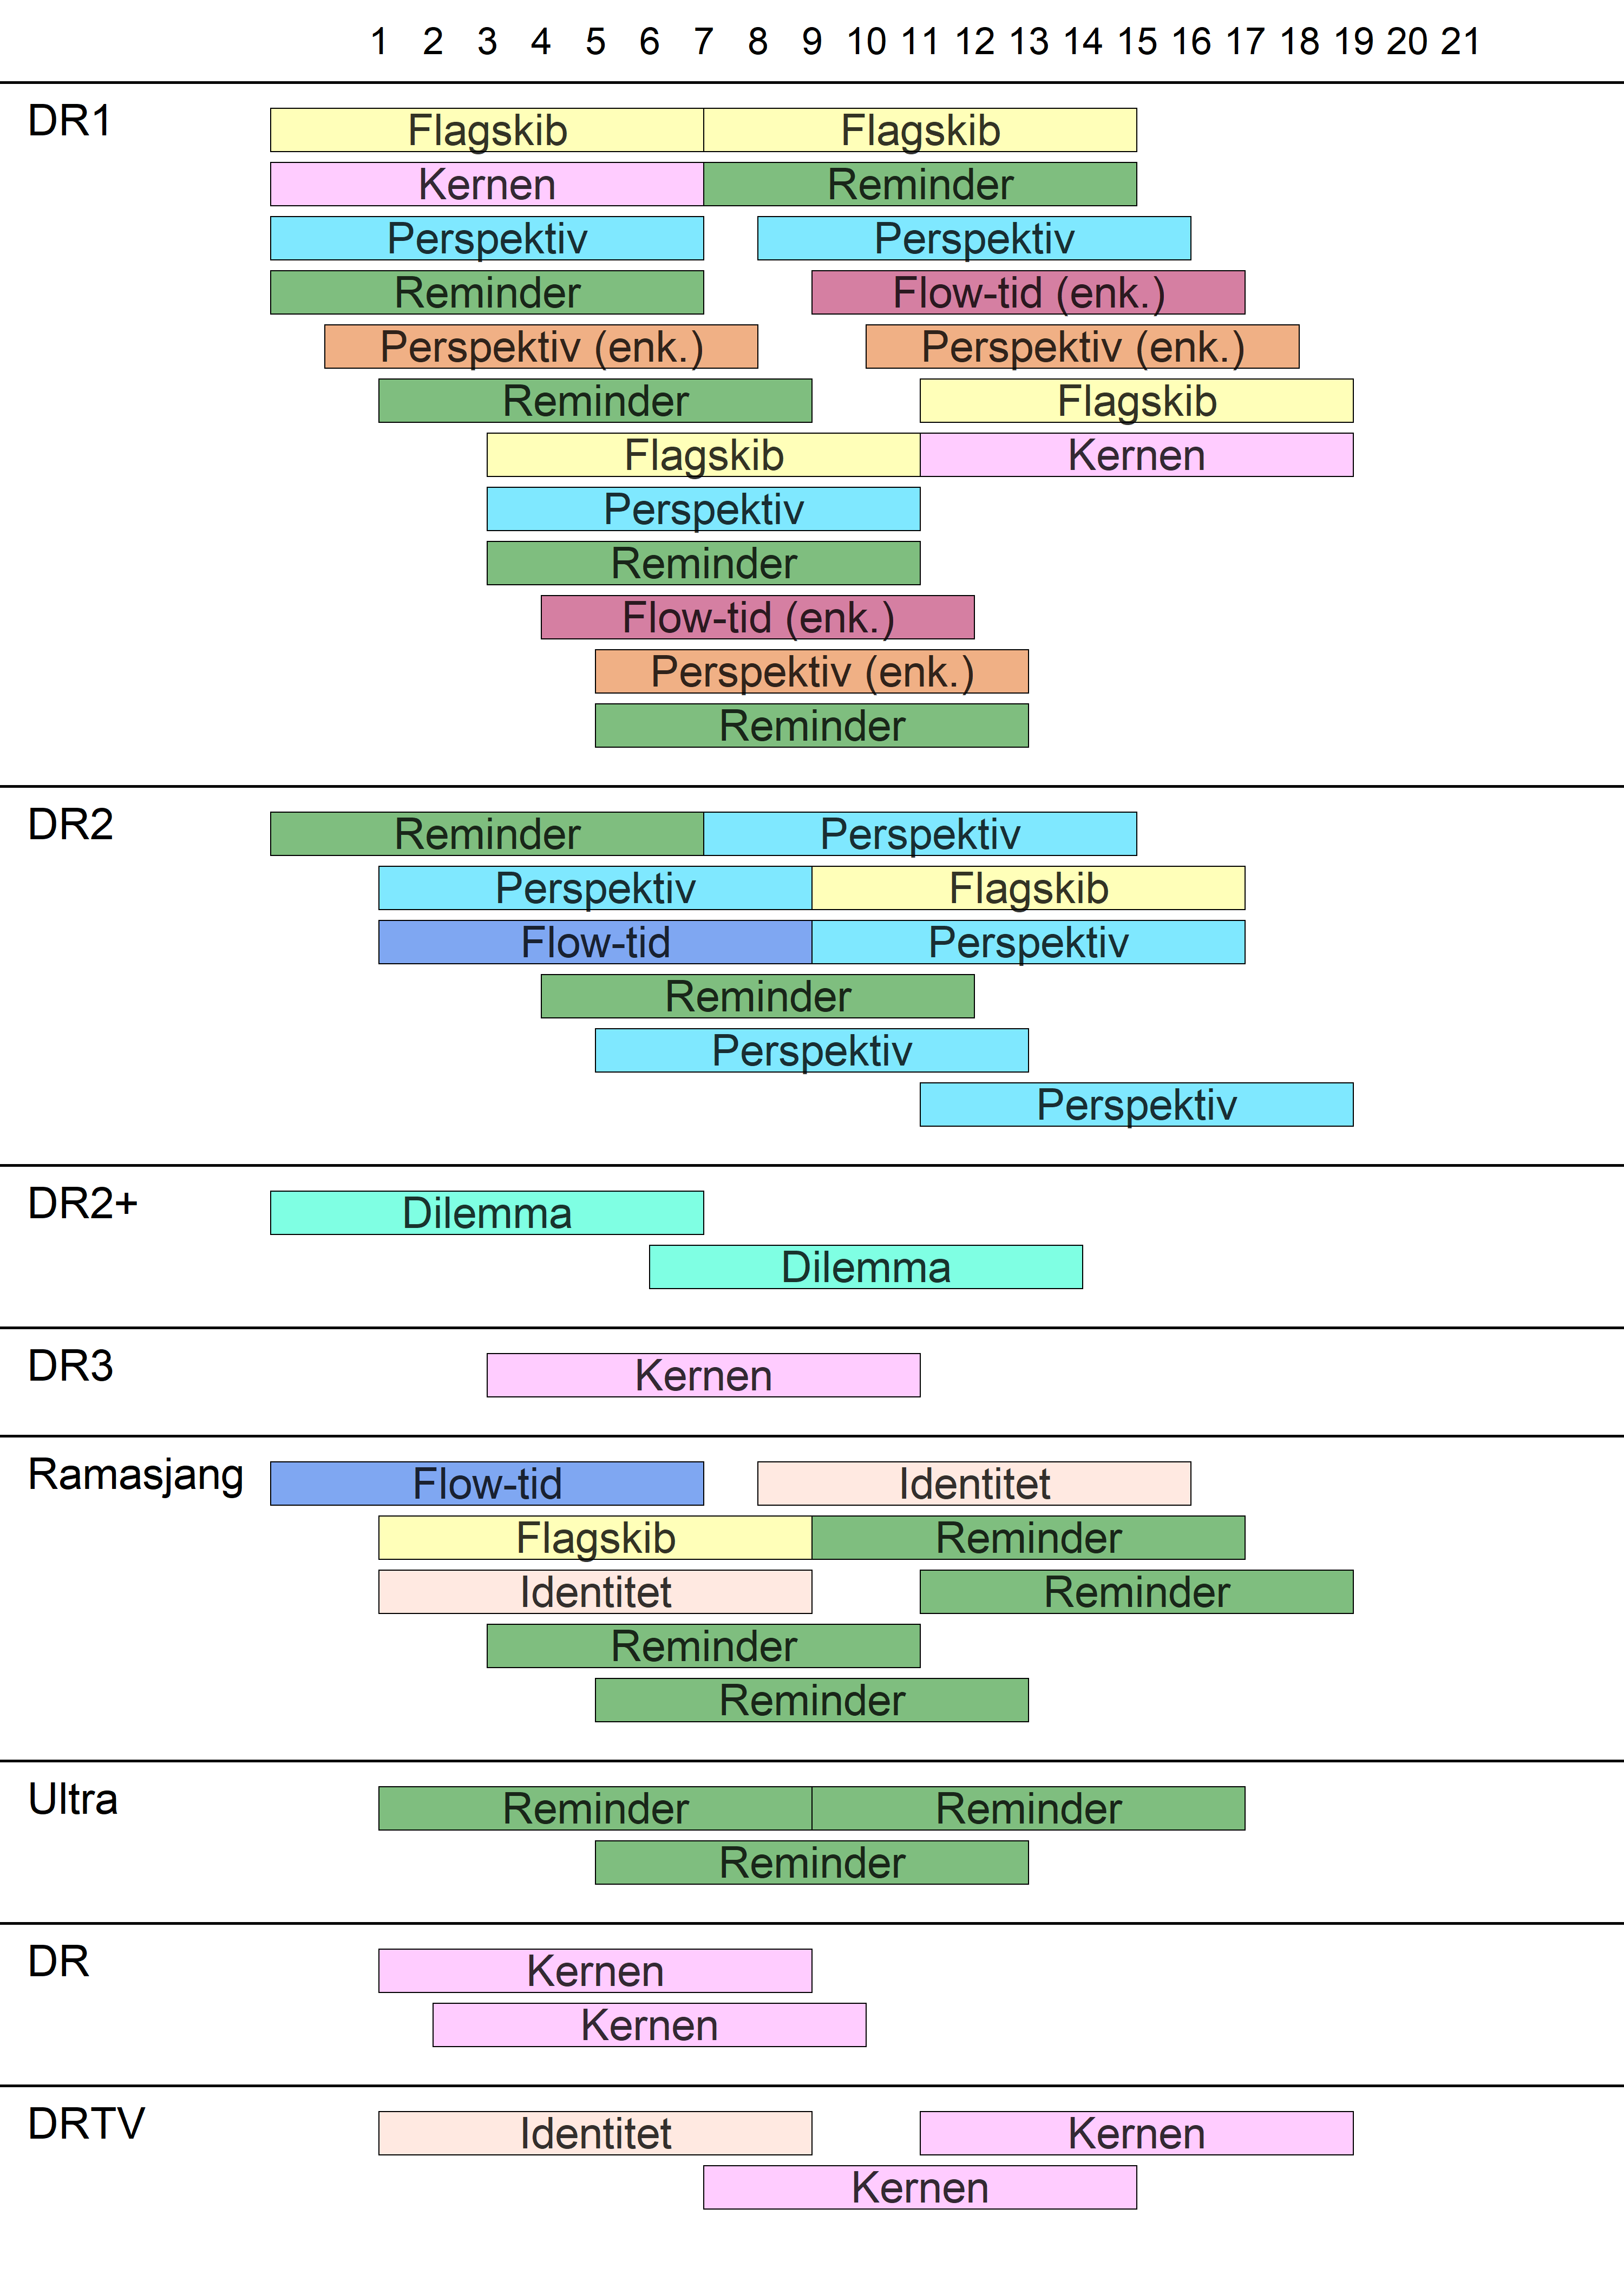 1 2 3 4 5 6 7 8 9 10 11 12 13 14 15 16 17 18 19 20 21
DR1
Flagskib Flagskib
Kernen Reminder
Perspektiv Perspektiv
Reminder Flow-tid (enk.)
Perspektiv (enk.) Perspektiv (enk.)
Reminder Flagskib
Flagskib Kernen
Perspektiv
Reminder
Flow-tid (enk.)
Perspektiv (enk.)
Reminder
DR2
Reminder Perspektiv
Perspektiv Flagskib
Flow-tid Perspektiv
Reminder
Perspektiv
Perspektiv
DR2+
Dilemma
Dilemma
DR3
Kernen
Ramasjang
Flow-tid Identitet
Flagskib Reminder
Identitet Reminder
Reminder
Reminder
Ultra
Reminder Reminder
Reminder
DR
Kernen
Kernen
DRTV
Identitet Kernen
Kernen